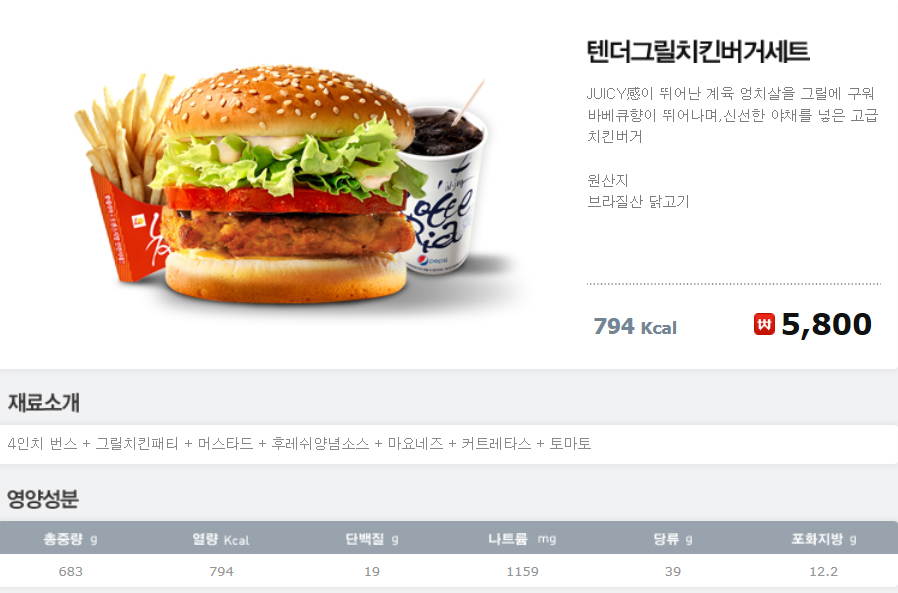 텐더그릴치킨버거세트
JUICY感이 뛰어난 계육 엉치살을 그릴에 구워
바베큐향이 뛰어나며,신선한 야채를 넣은 고급
치킨버거
원산지
브라질산 닭고기
794 Kcal
₩ 5,800
pepsi
재료소개
4인치 번스 + 그릴치킨패티 + 머스타드 + 후레쉬양념소스 + 마요네즈 + 커트레타스 + 토마토
영양성분
총중량 g 열량 Kcal 단백질 g 나트륨 mg 당류 g 포화지방 g
683 794 19 1159 39 12.2